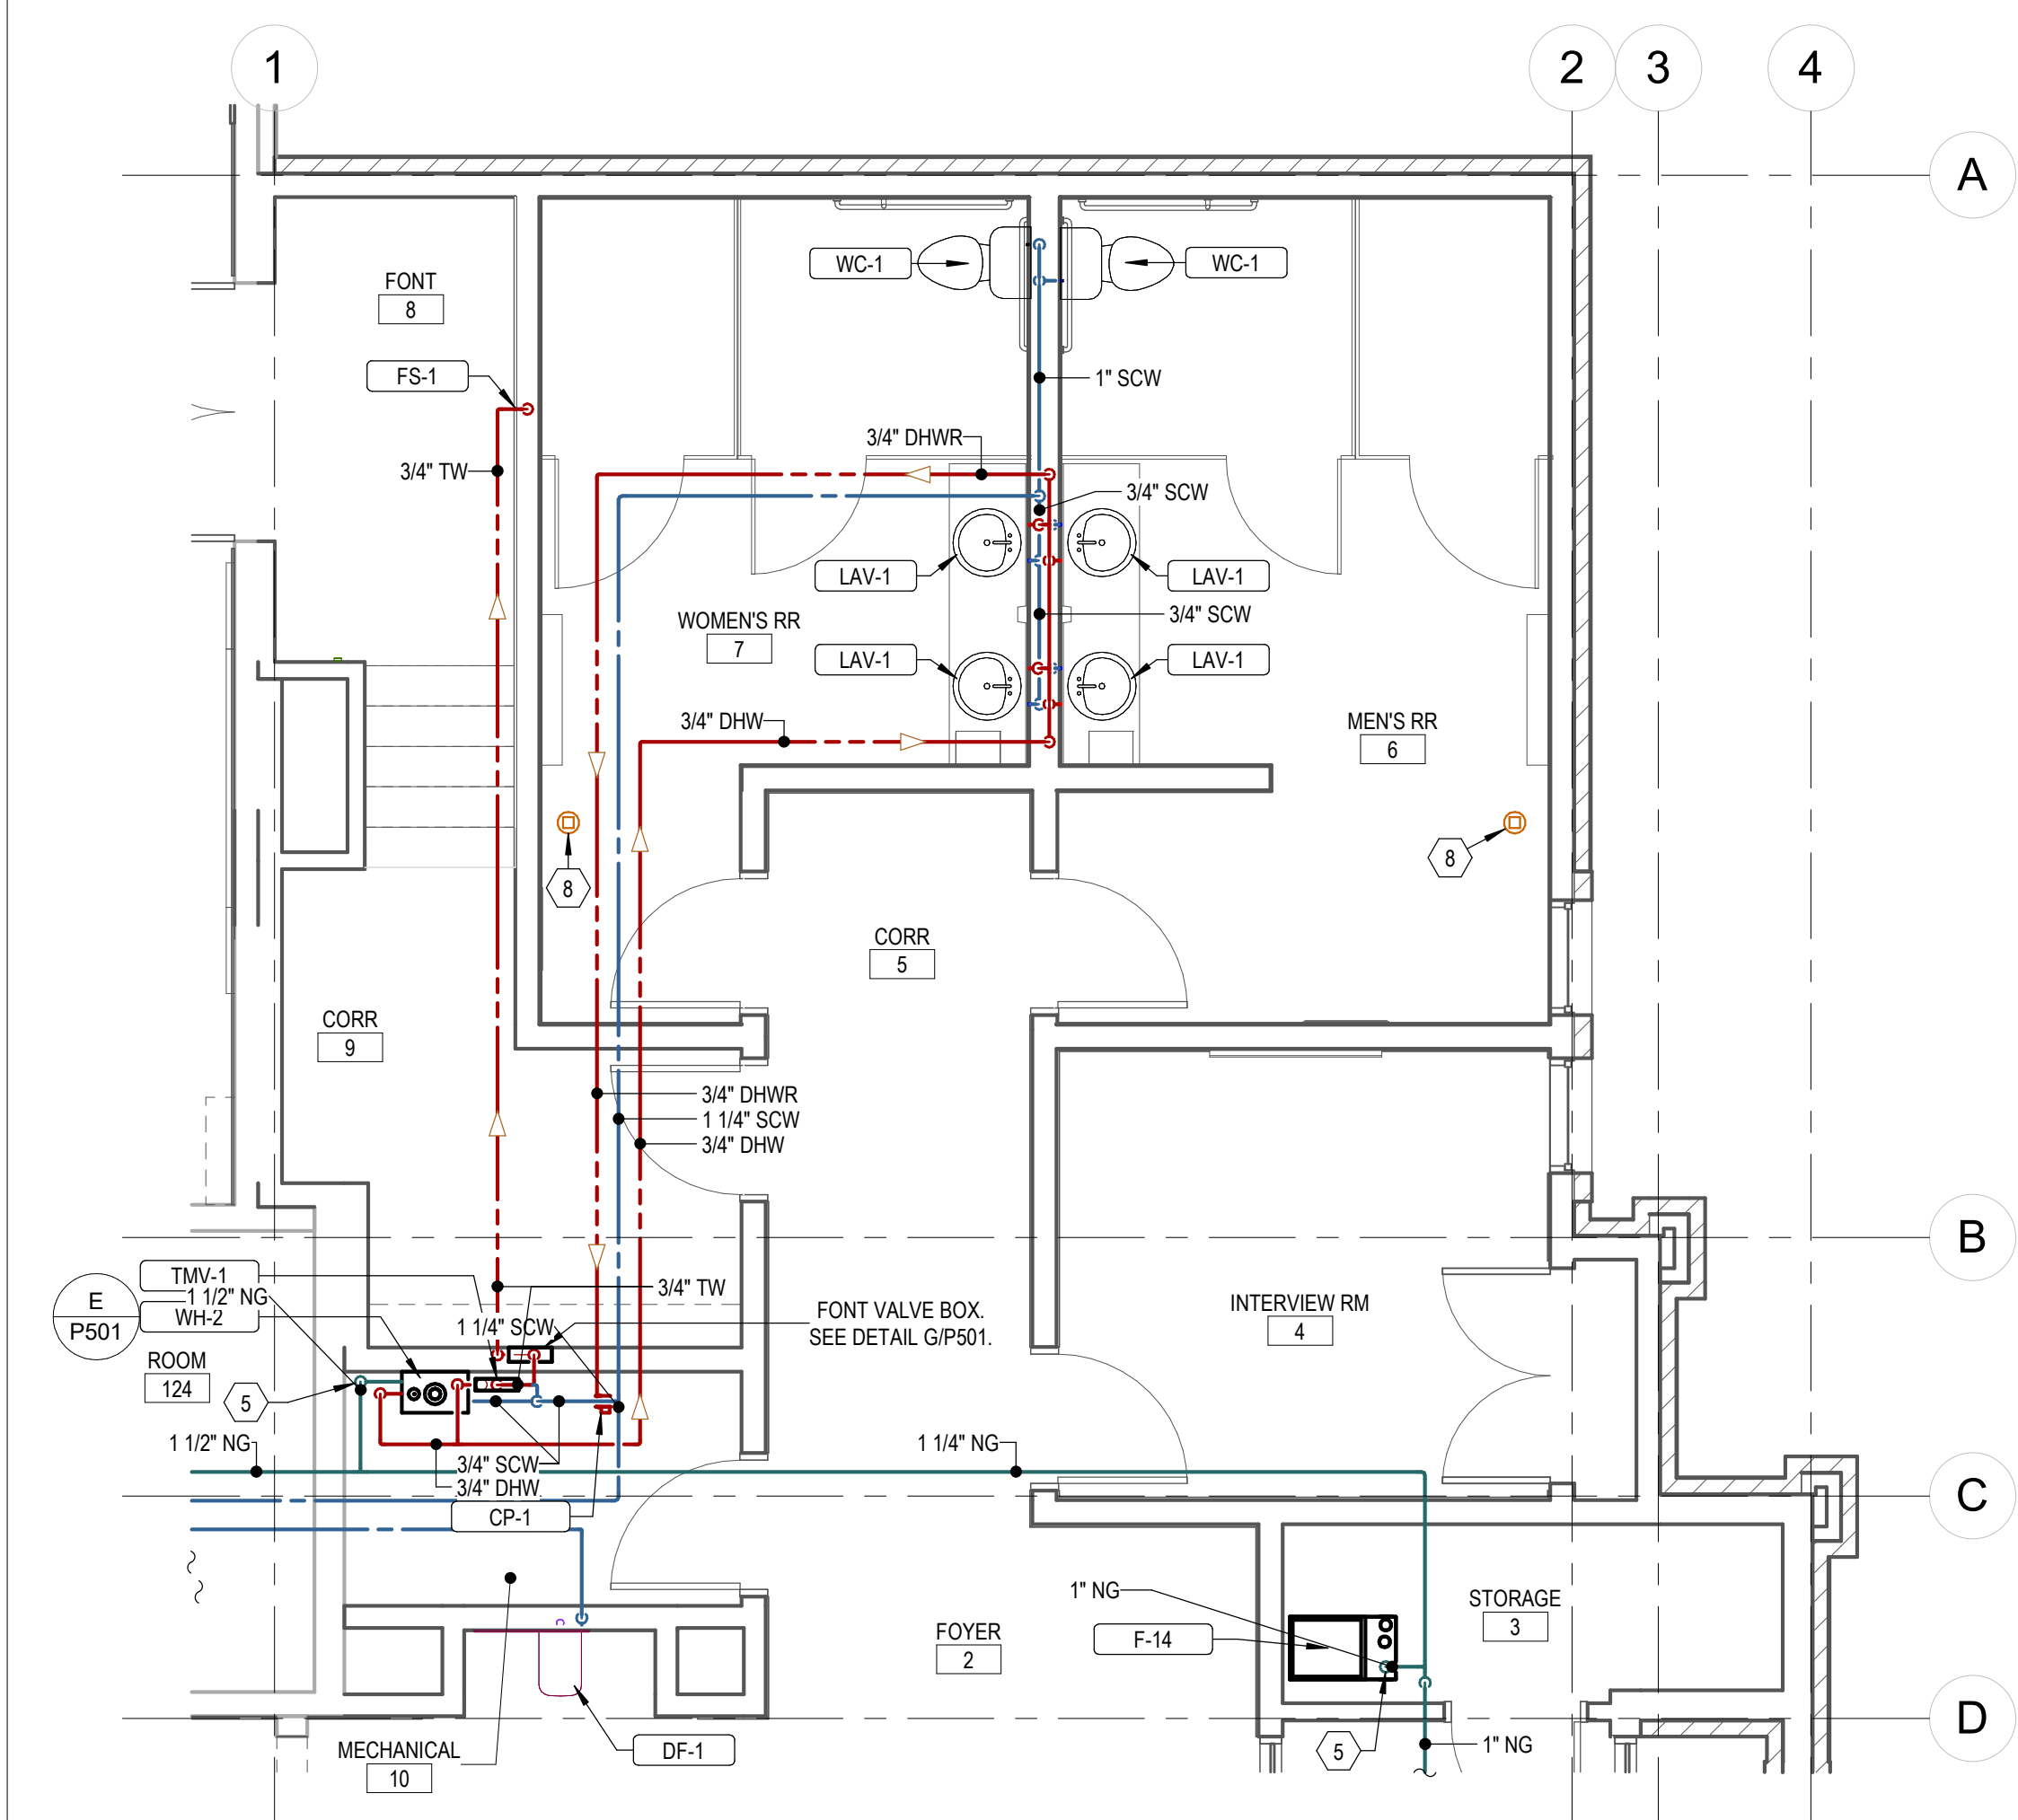 1
2
3
4
A
FONT
8
WC-1
WC-1
FS-1
1" SCW
3/4" DHWR
3/4" TW
3/4" SCW
LAV-1
LAV-1
3/4" SCW
WOMEN'S RR
7
LAV-1
LAV-1
3/4" DHW
MEN'S RR
6
8
8
CORR
5
CORR
9
3/4" DHWR
1 1/4" SCW
3/4" DHW
B
TMV-1
1 1/2" NG
WH-2
E
P501
3/4" TW
1 1/4" SCW
FONT VALVE BOX.
SEE DETAIL G/P501.
INTERVIEW RM
4
ROOM
124
5
1 1/2" NG
1 1/4" NG
3/4" SCW
3/4" DHW
CP-1
C
1" NG
STORAGE
3
FOYER
2
F-14
D
MECHANICAL
10
DF-1
5
1" NG